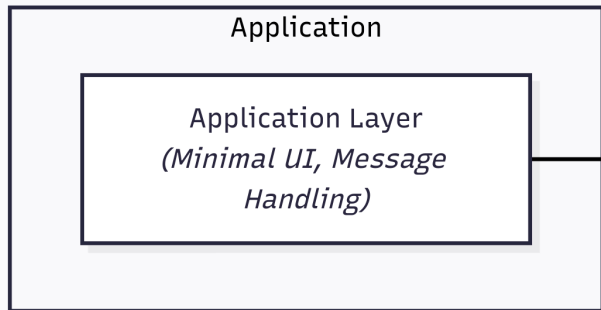 Application
Application Layer
(Minimal UI, Message
Handling)